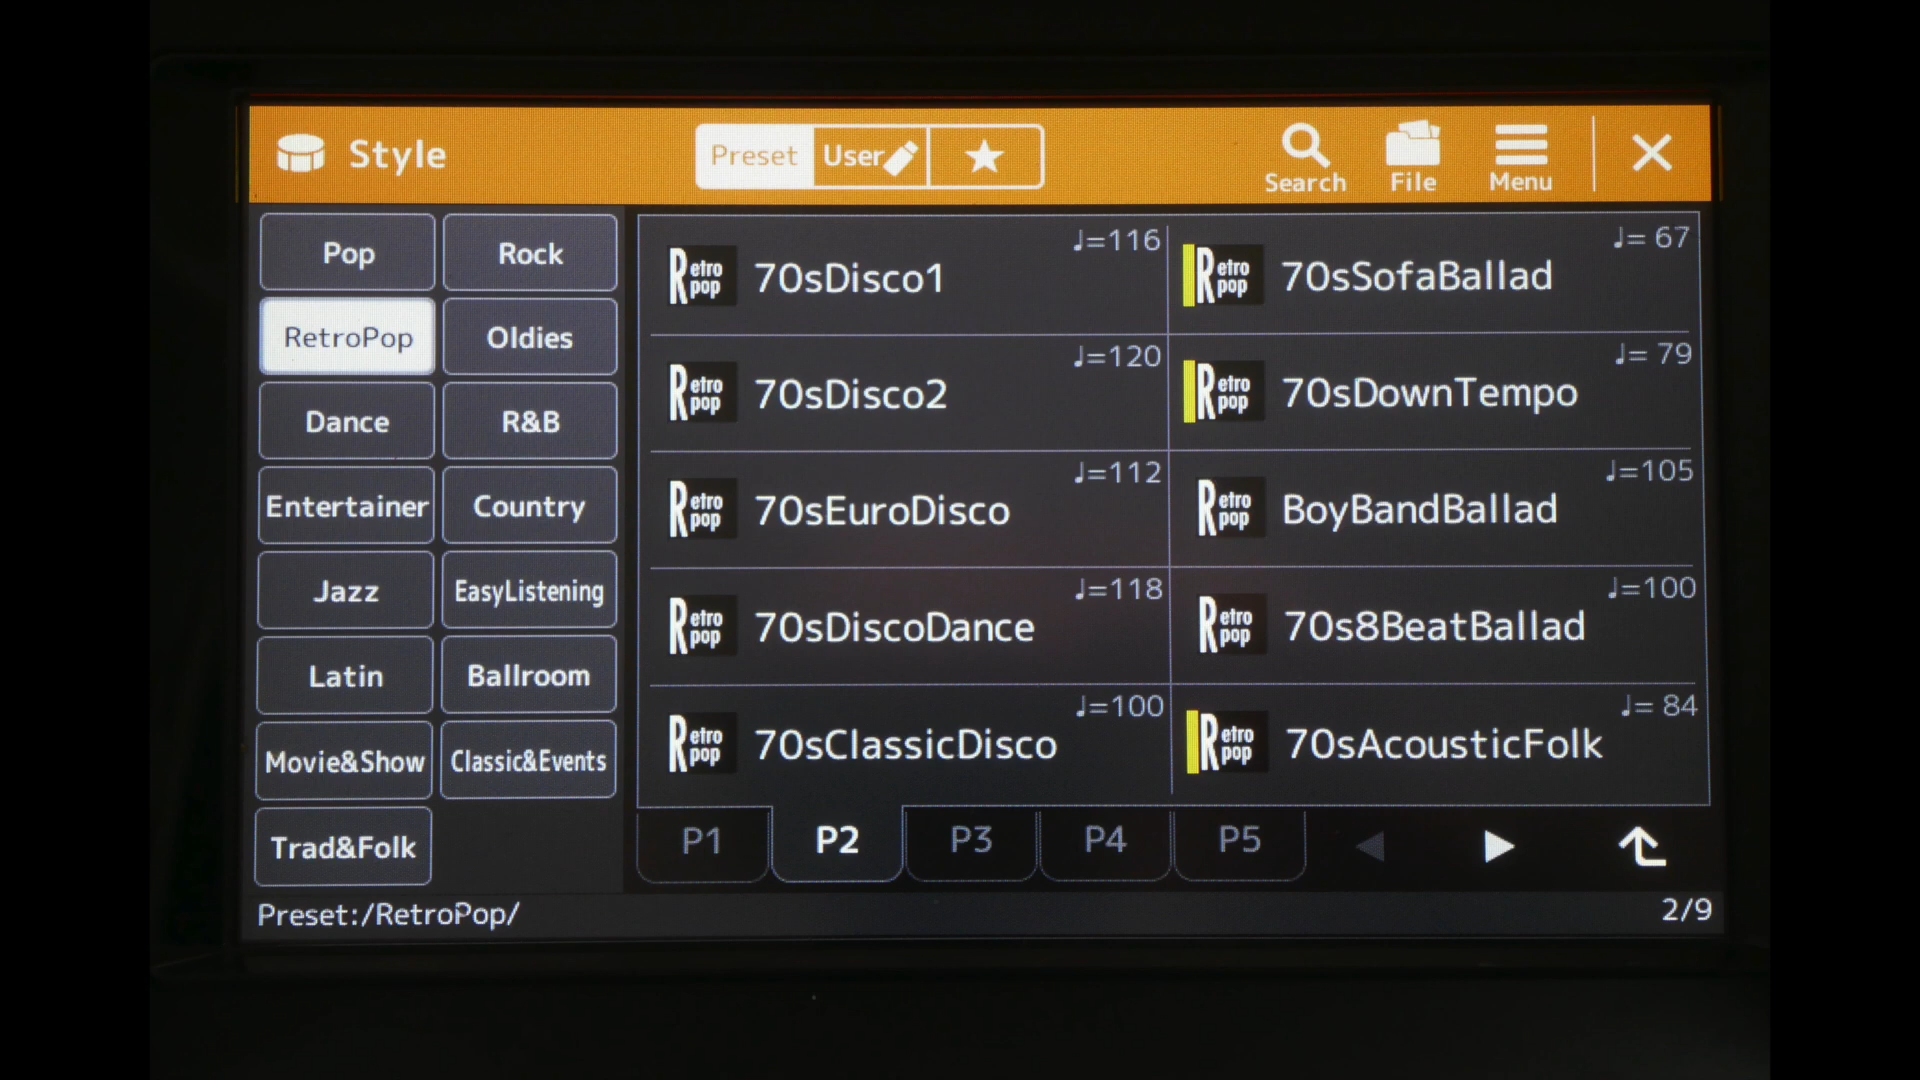 Style
Preset User
Search File Menu
Pop Rock
RetroPop Oldies
Dance R&B
Entertainer Country
Jazz EasyListening
Latin Ballroom
Movie&Show Classic&Events
Trad&Folk
Retro pop 70sDisco1 ♩=116
Retro pop 70sSofaBallad ♩= 67
Retro pop 70sDisco2 ♩=120
Retro pop 70sDownTempo ♩= 79
Retro pop 70sEuroDisco ♩=112
Retro pop BoyBandBallad ♩=105
Retro pop 70sDiscoDance ♩=118
Retro pop 70s8BeatBallad ♩=100
Retro pop 70sClassicDisco ♩=100
Retro pop 70sAcousticFolk ♩= 84
P1 P2 P3 P4 P5
Preset:/RetroPop/ 2/9